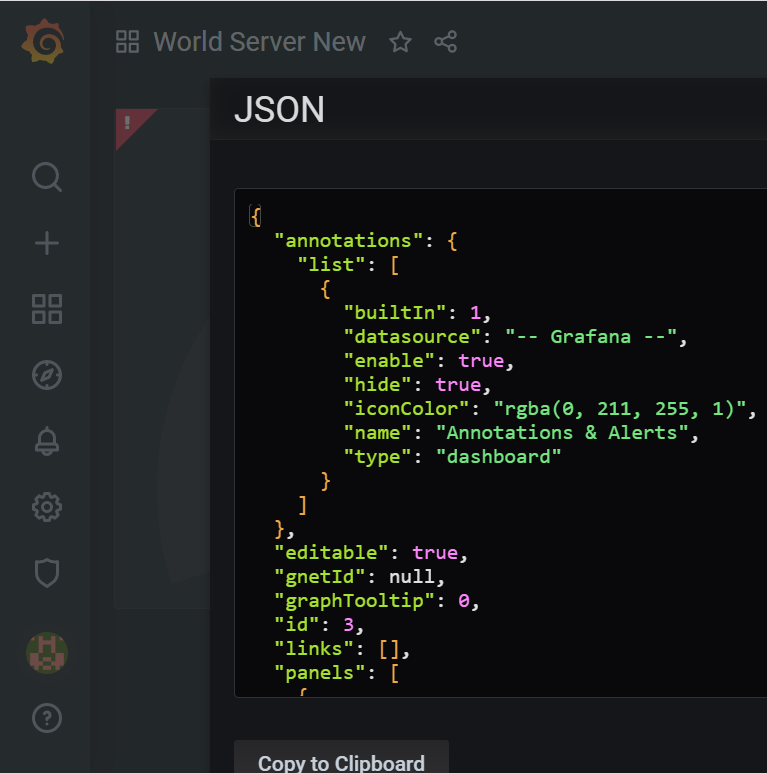 World Server New
!
JSON
{
"annotations": {
"list": [
{
"builtIn": 1,
"datasource": "-- Grafana --",
"enable": true,
"hide": true,
"iconColor": "rgba(0, 211, 255, 1)",
"name": "Annotations & Alerts",
"type": "dashboard"
}
]
},
"editable": true,
"gnetId": null,
"graphTooltip": 0,
"id": 3,
"links": [],
"panels": [
{
Copy to Clipboard